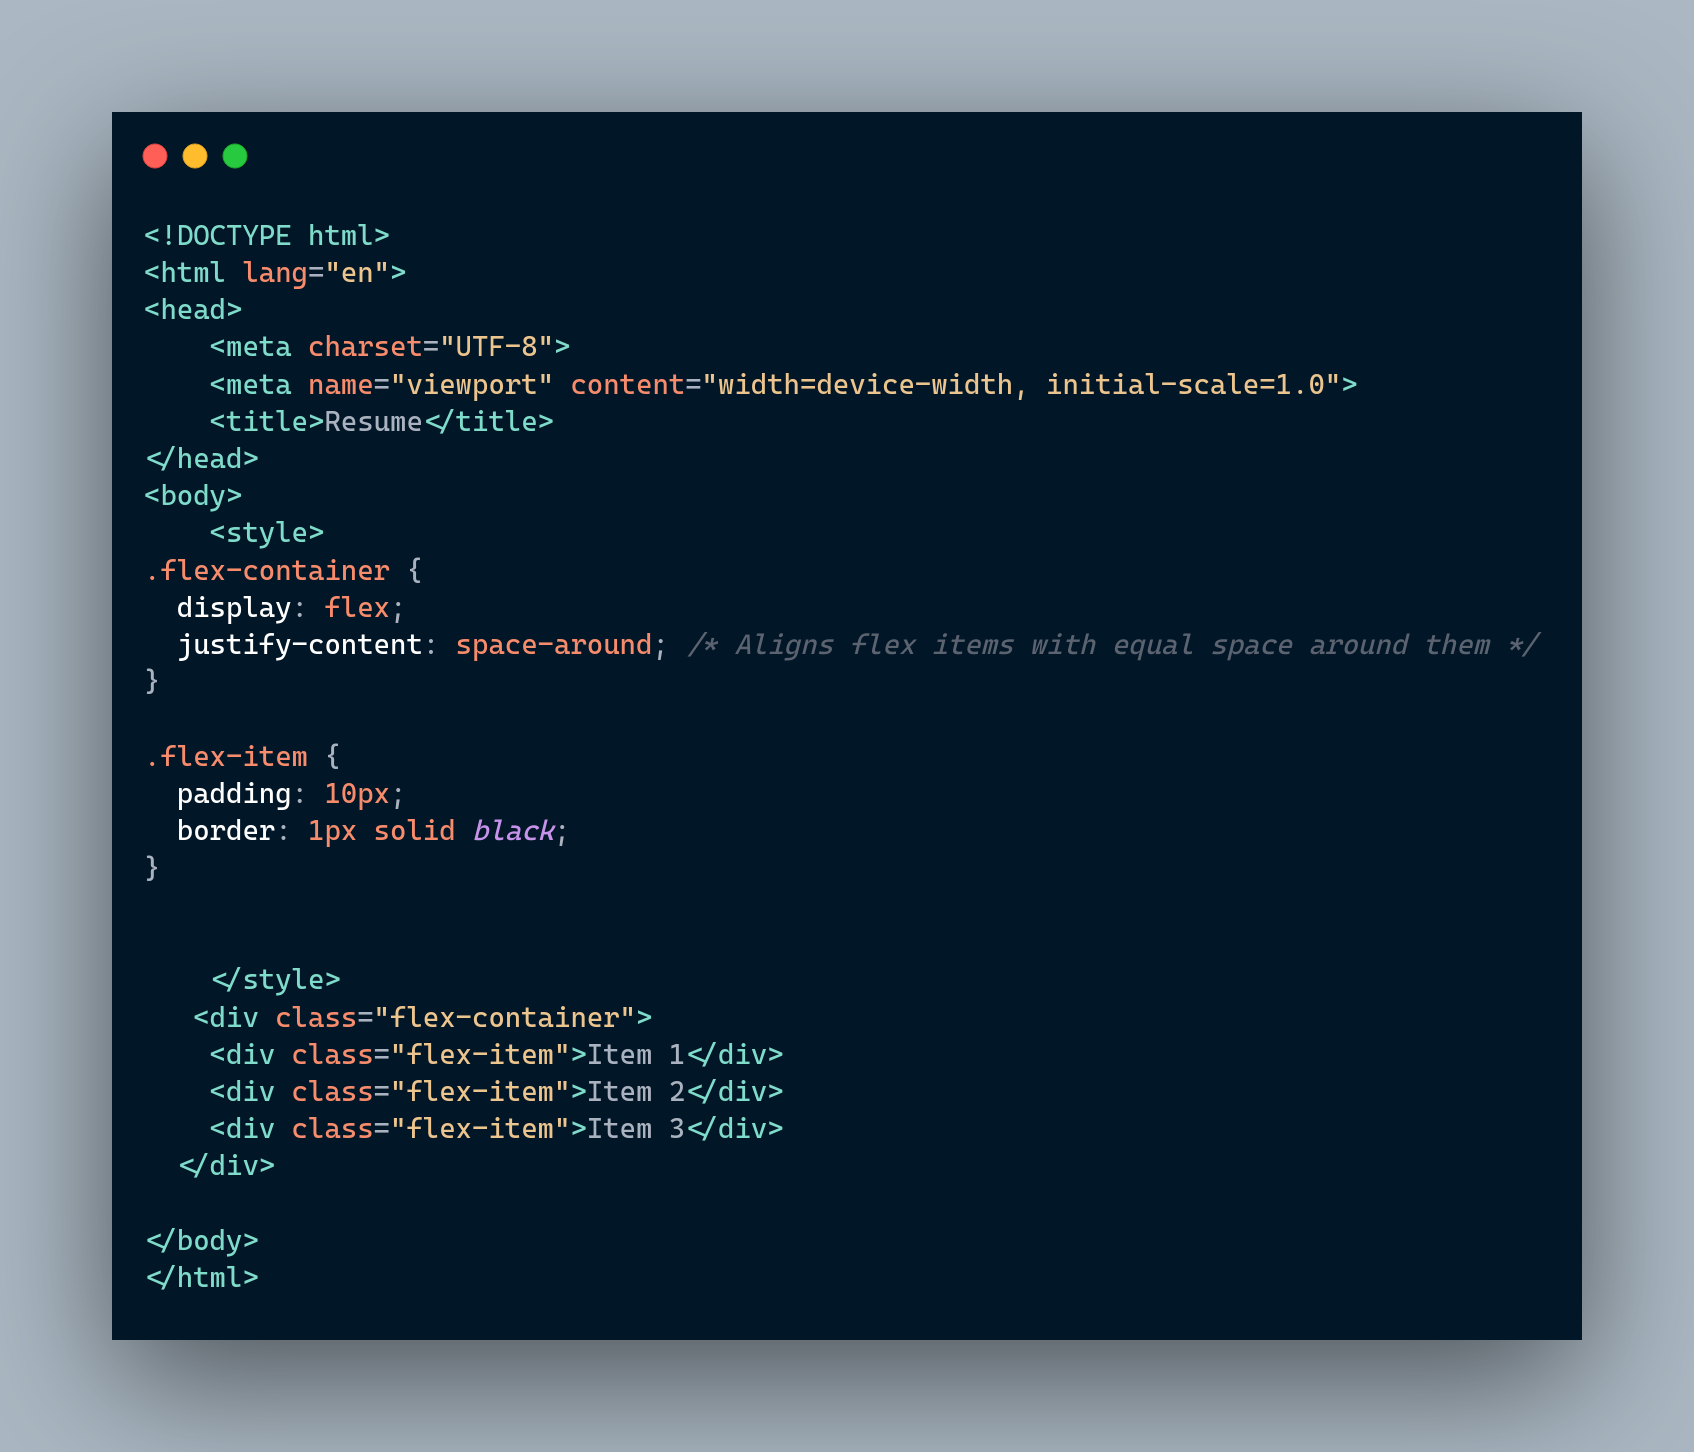 <!DOCTYPE html>
<html lang="en">
<head>
    <meta charset="UTF-8">
    <meta name="viewport" content="width=device-width, initial-scale=1.0">
    <title>Resume</title>
</head>
<body>
    <style>
.flex-container {
  display: flex;
  justify-content: space-around; /* Aligns flex items with equal space around them */
}

.flex-item {
  padding: 10px;
  border: 1px solid black;
}


    </style>
   <div class="flex-container">
    <div class="flex-item">Item 1</div>
    <div class="flex-item">Item 2</div>
    <div class="flex-item">Item 3</div>
  </div>

</body>
</html>